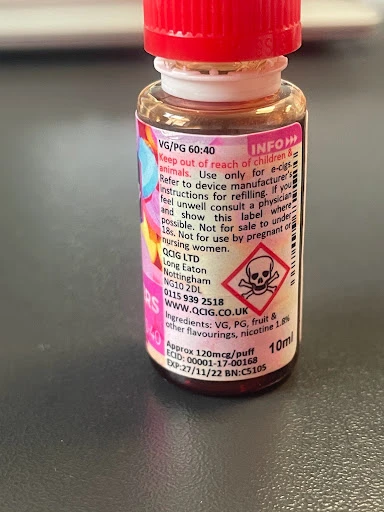 VG/PG 60:40
INFO
Keep out of reach of children &
animals. Use only for e-cigs.
Refer to device manufacturer's
instructions for refilling. If you
feel unwell consult a physician
and show this label where
possible. Not for sale to under
18s. Not for use by pregnant or
nursing women.
QCIG LTD
Long Eaton
Nottingham
NG10 2DL
0115 939 2518
WWW.QCIG.CO.UK
Ingredients: VG, PG, fruit &
other flavourings, nicotine 1.8%
Approx 120mcg/puff
ECID: 00001-17-00168
EXP:27/11/22 BN:C5105
10ml